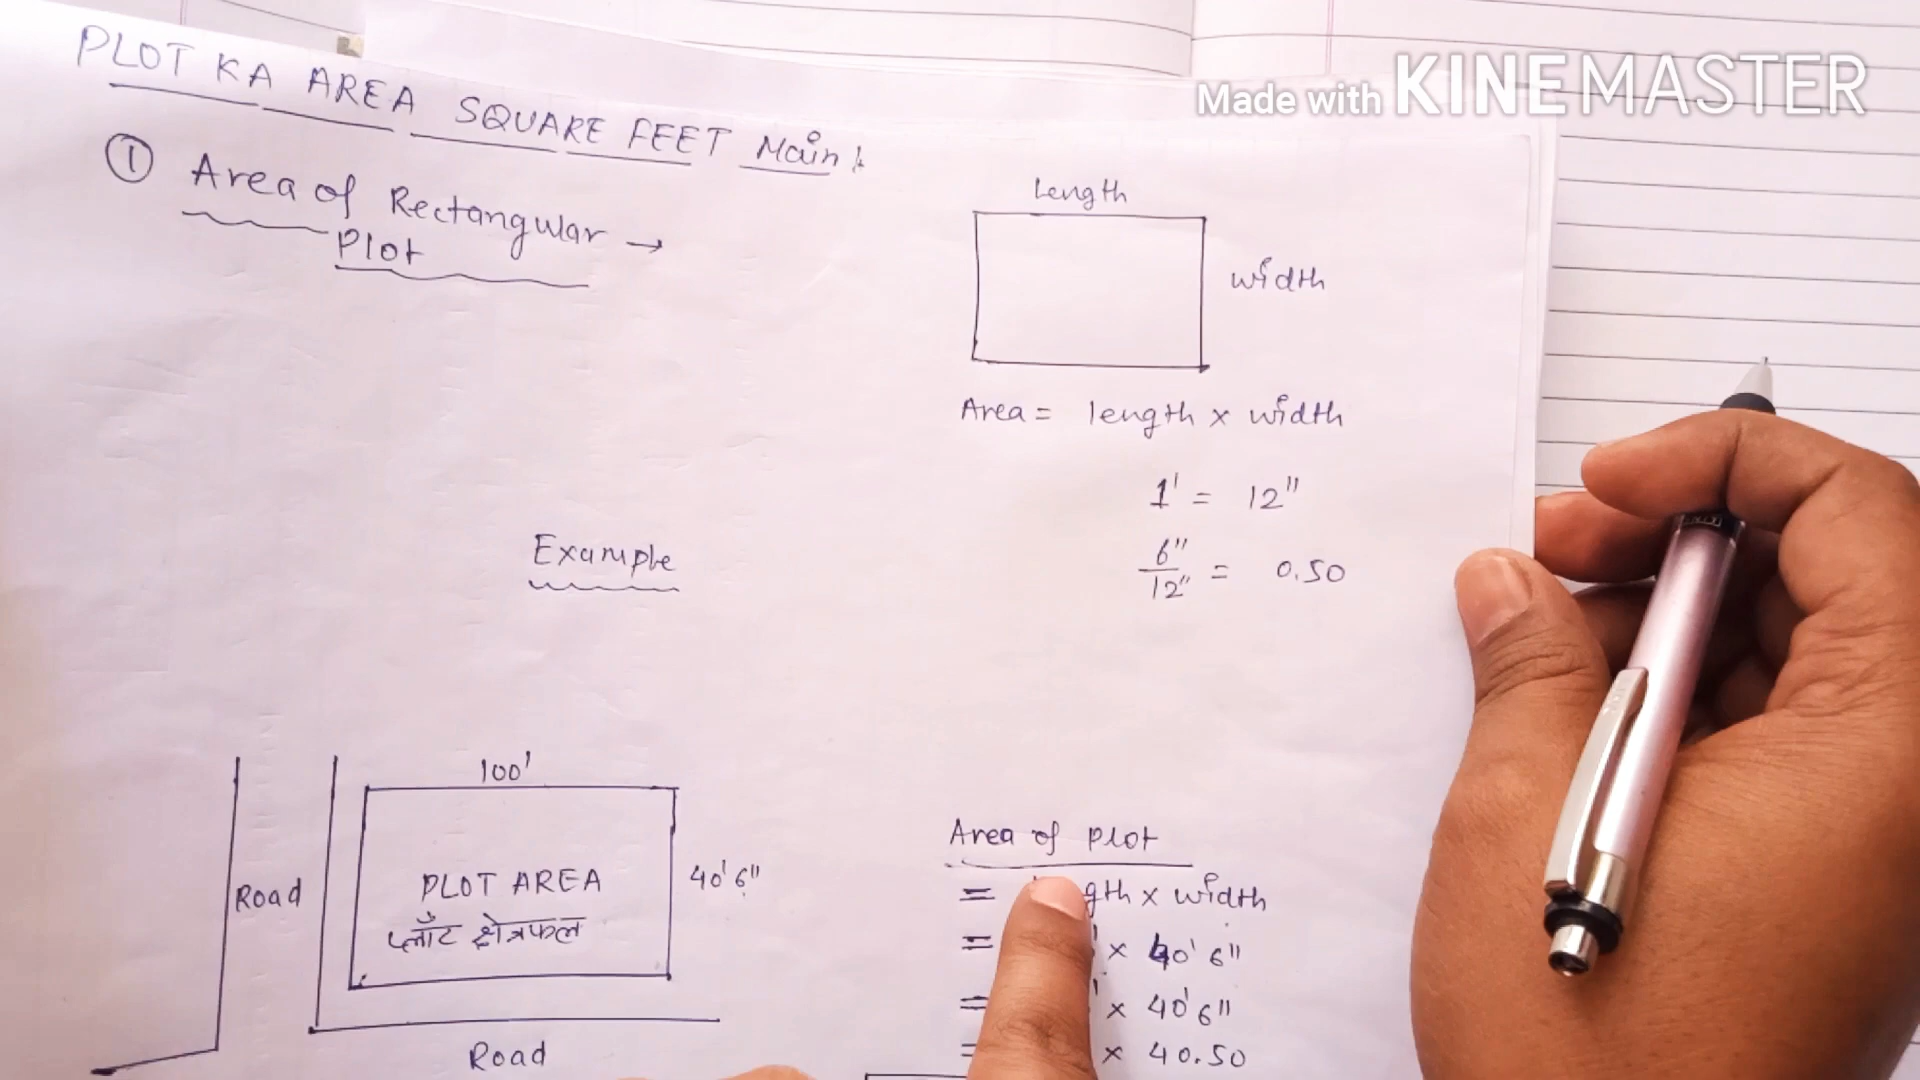 Made with KINEMASTER
PLOT KA AREA SQUARE FEET Main :
① Area of Rectangular →
Plot
Length
width
Area = length x width
1' = 12"
6"
12" = 0.50
Example
100'
40' 6"
PLOT AREA
प्लॉट क्षेत्रफल
Road
Road
Area of plot
= gth x width
= x 40' 6"
= x 40' 6"
= x 40.50